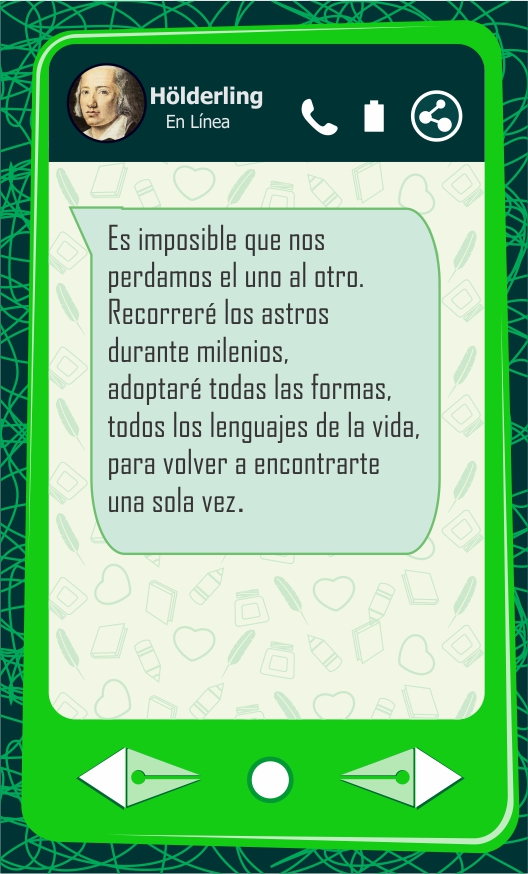 Hölderling
En Línea
Es imposible que nos
perdamos el uno al otro.
Recorreré los astros
durante milenios,
adoptaré todas las formas,
todos los lenguajes de la vida,
para volver a encontrarte
una sola vez.